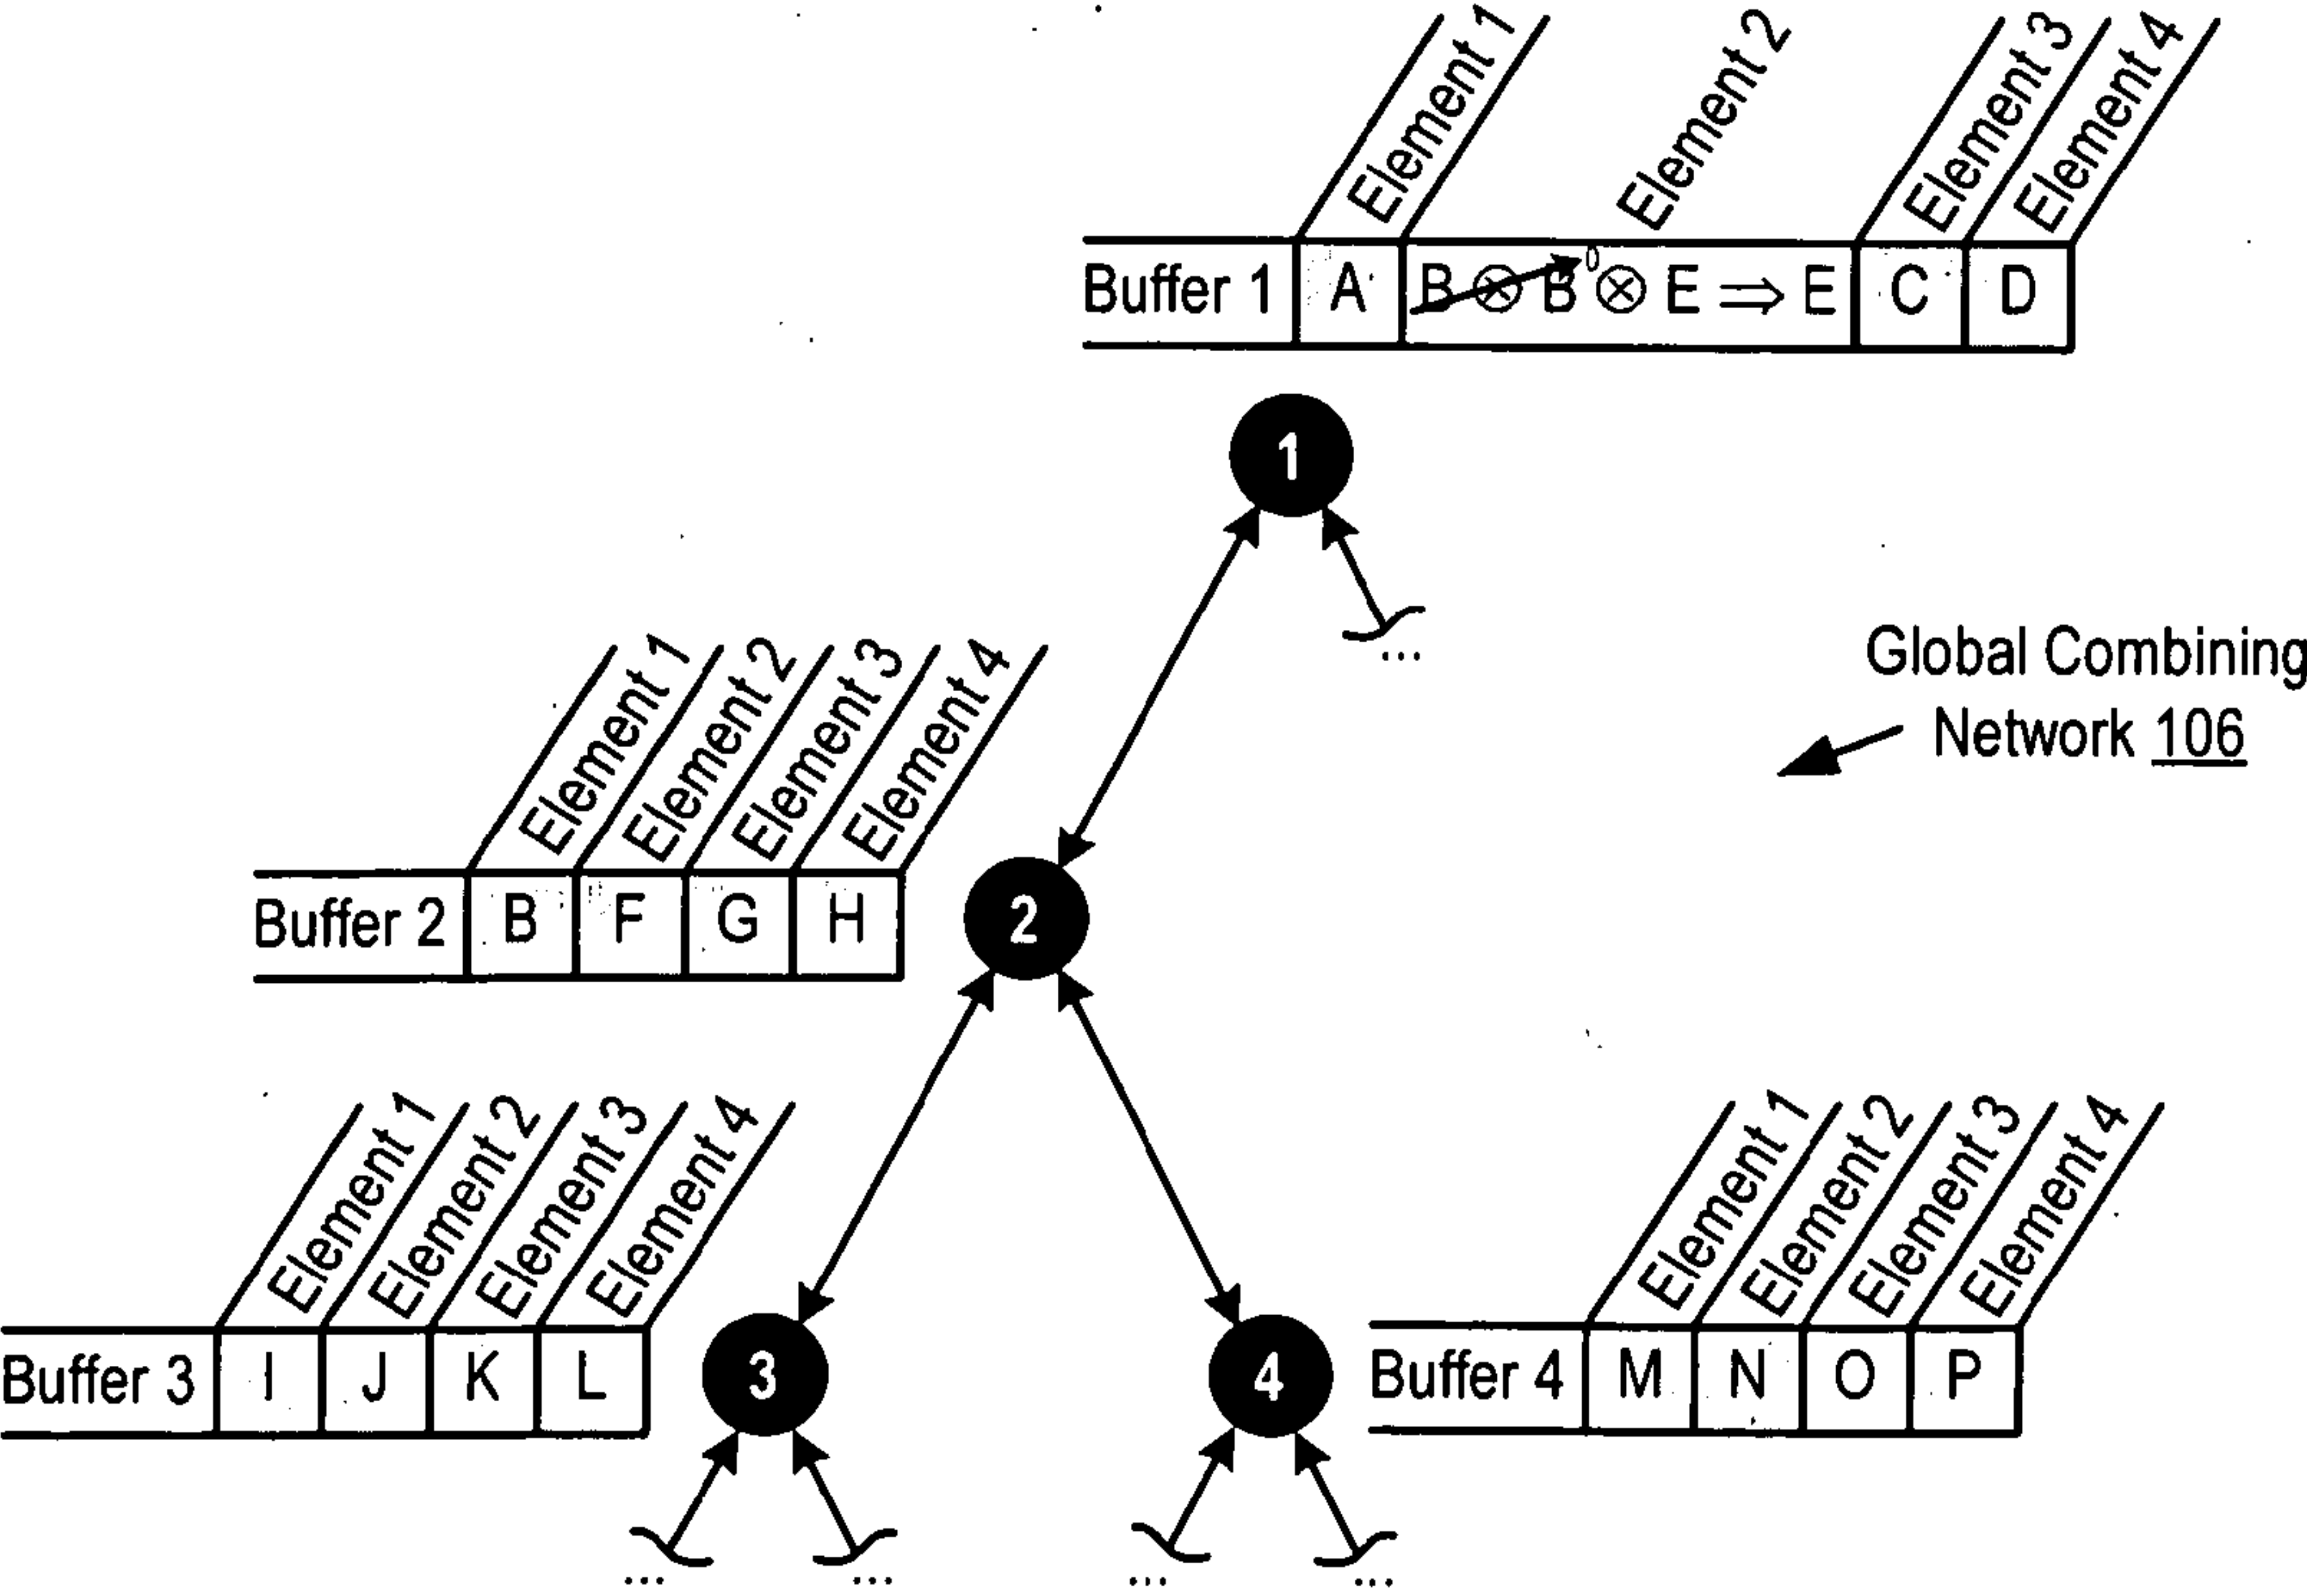 Element 1
Element 2
Element 3
Element 4
Buffer 1 A B ⊗ B ⊗ E ⇒ E C D
0
1
...
Global Combining
Network 106
Element 1
Element 2
Element 3
Element 4
Buffer 2 B F G H
2
Element 1
Element 2
Element 3
Element 4
Buffer 3 I J K L
3
4
Element 1
Element 2
Element 3
Element 4
Buffer 4 M N O P
... ... ... ...